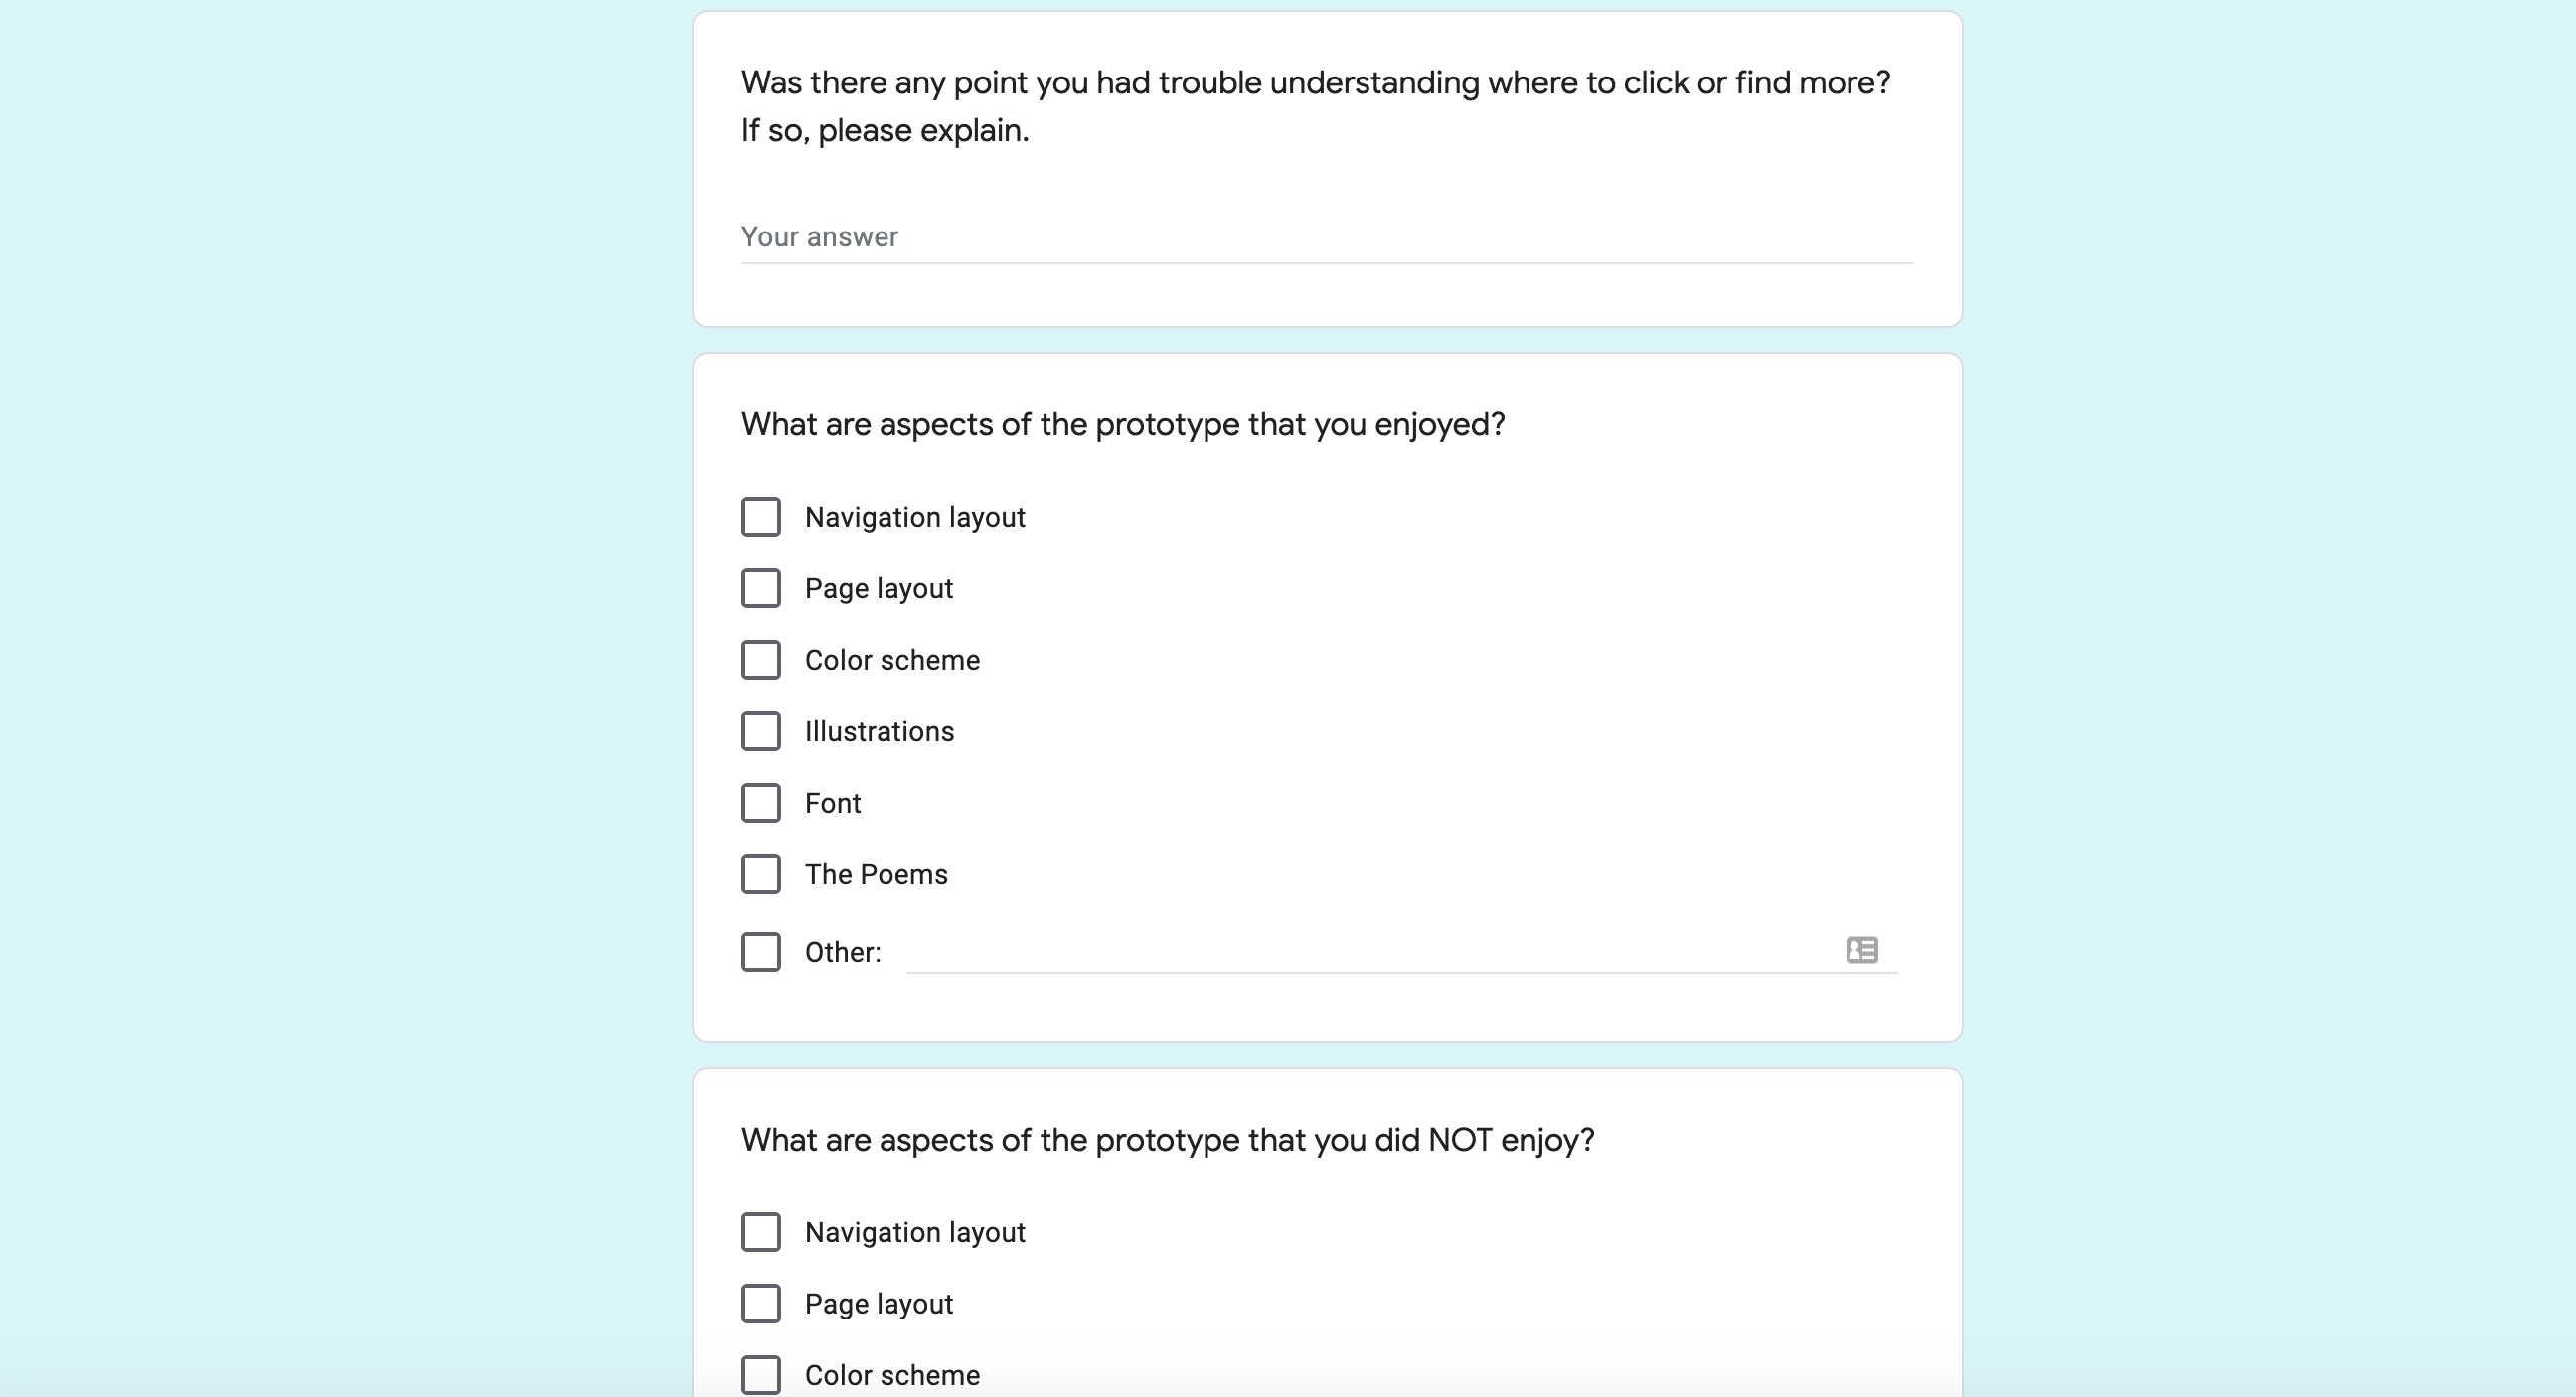 Was there any point you had trouble understanding where to click or find more?
If so, please explain.
Your answer
What are aspects of the prototype that you enjoyed?
Navigation layout
Page layout
Color scheme
Illustrations
Font
The Poems
Other:
What are aspects of the prototype that you did NOT enjoy?
Navigation layout
Page layout
Color scheme